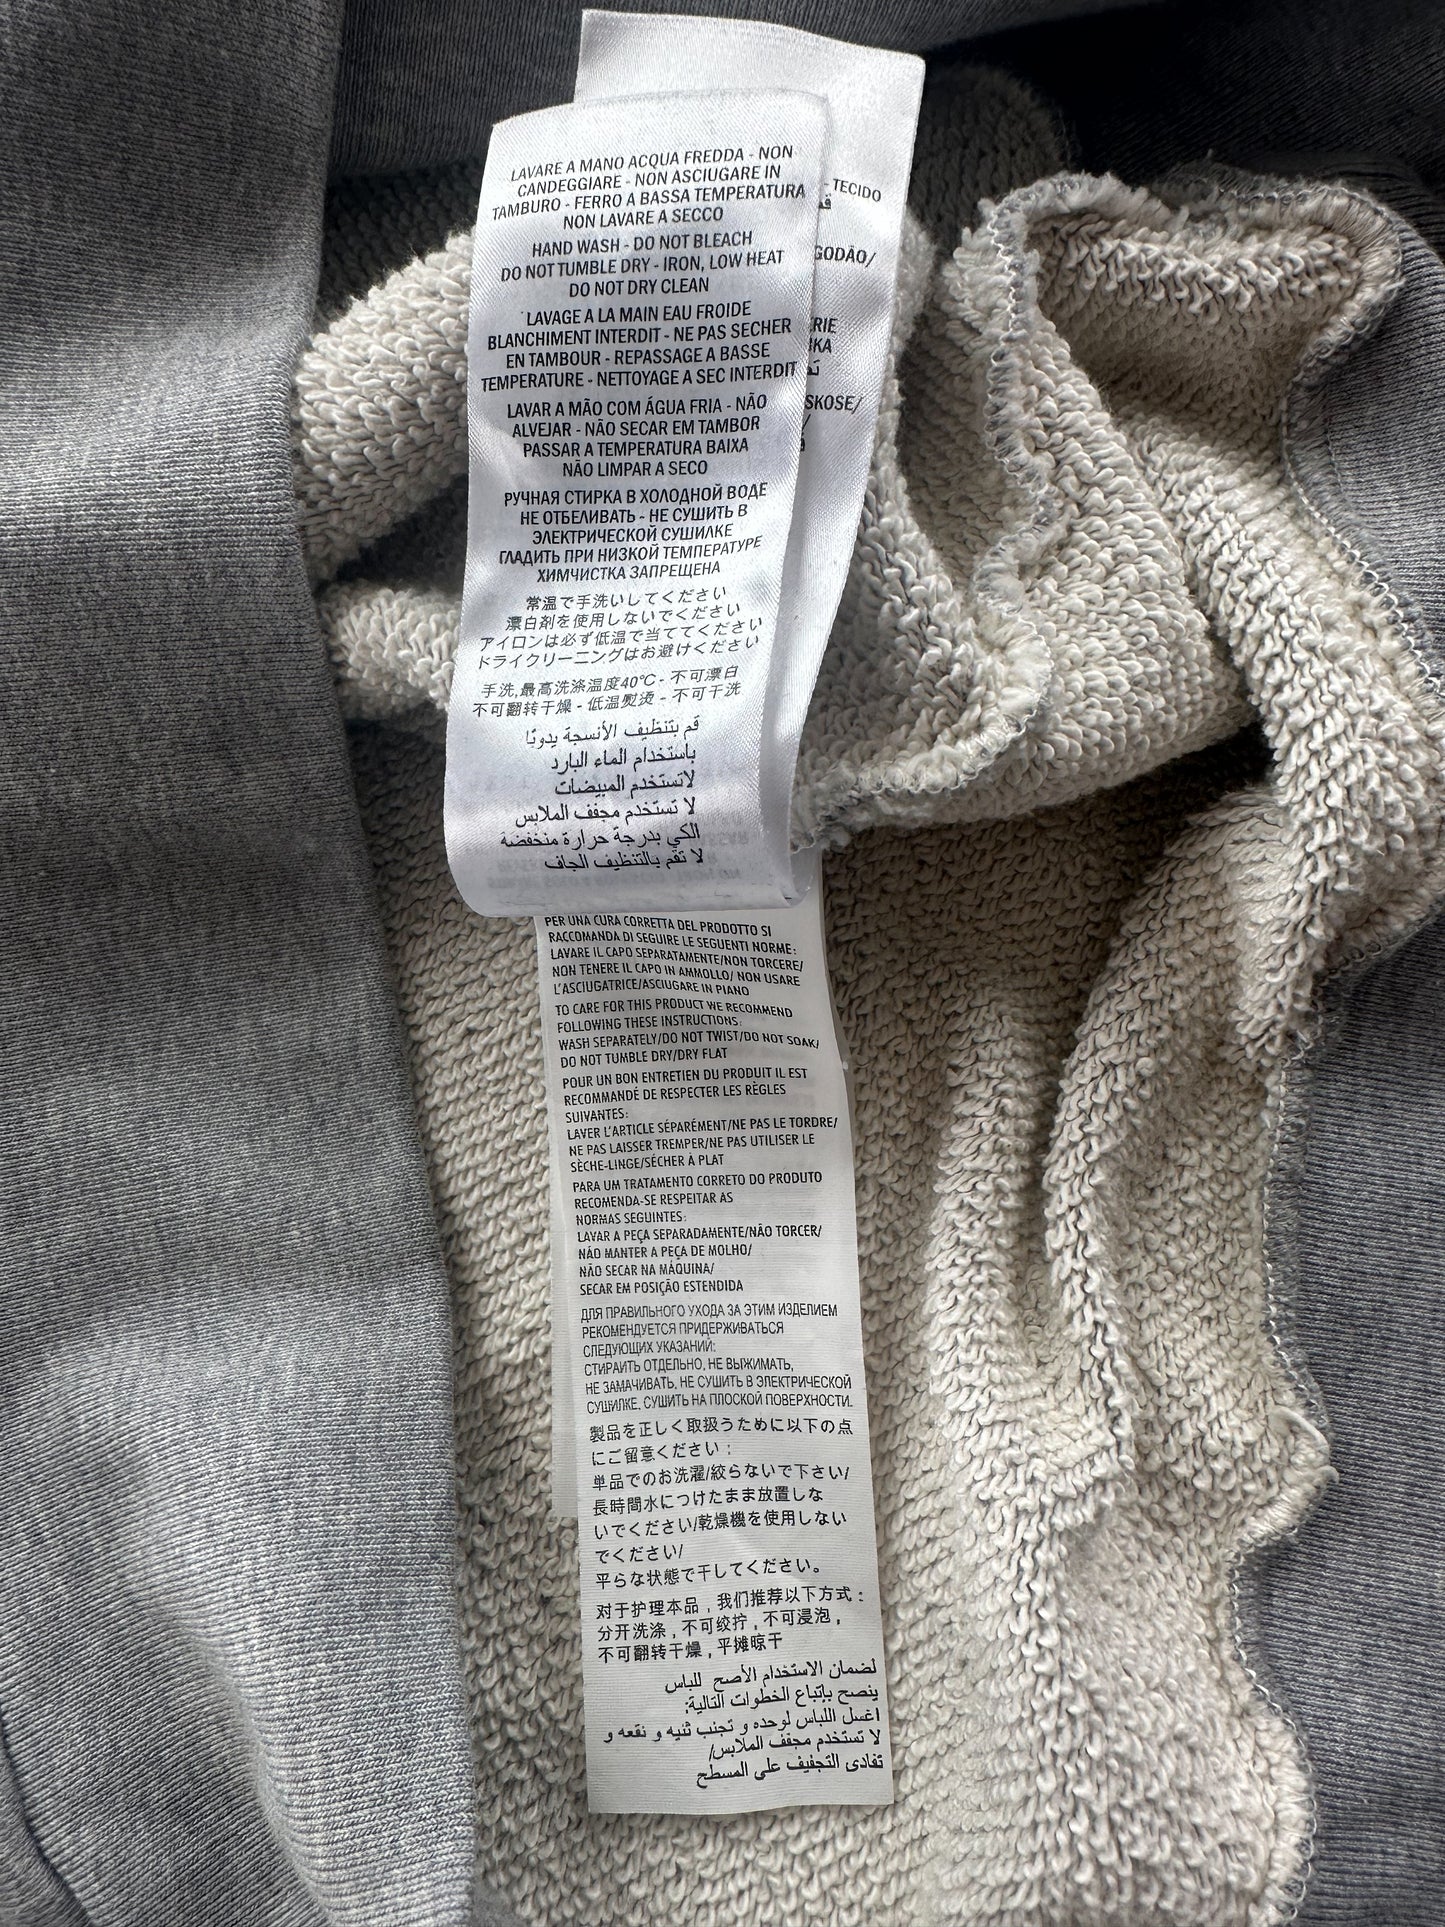 LAVARE A MANO ACQUA FREDDA - NON
CANDEGGIARE - NON ASCIUGARE IN
TAMBURO - FERRO A BASSA TEMPERATURA
NON LAVARE A SECCO
HAND WASH - DO NOT BLEACH
DO NOT TUMBLE DRY - IRON, LOW HEAT
DO NOT DRY CLEAN
LAVAGE A LA MAIN EAU FROIDE
BLANCHIMENT INTERDIT - NE PAS SECHER
EN TAMBOUR - REPASSAGE A BASSE
TEMPERATURE - NETTOYAGE A SEC INTERDIT
LAVAR A MÃO COM ÁGUA FRIA - NÃO
ALVEJAR - NÃO SECAR EM TAMBOR
PASSAR A TEMPERATURA BAIXA
NÃO LIMPAR A SECO
РУЧНАЯ СТИРКА В ХОЛОДНОЙ ВОДЕ
НЕ ОТБЕЛИВАТЬ - НЕ СУШИТЬ В
ЭЛЕКТРИЧЕСКОЙ СУШИЛКЕ
ГЛАДИТЬ ПРИ НИЗКОЙ ТЕМПЕРАТУРЕ
ХИМЧИСТКА ЗАПРЕЩЕНА
常温で手洗いしてください
漂白剤を使用しないでください
アイロンは必ず低温で当ててください
ドライクリーニングはお避けください
手洗,最高洗涤温度40°C - 不可漂白
不可翻转干燥 - 低温熨烫 - 不可干洗
قم بتنظيف الأنسجة يدويًا
باستخدام الماء البارد
لاتستخدم المبيضات
لا تستخدم مجفف الملابس
الكي بدرجة حرارة منخفضة
لا تقم بالتنظيف الجاف
- TECIDO
GODÃO/
RIE
SKOSE/
PER UNA CURA CORRETTA DEL PRODOTTO SI
RACCOMANDA DI SEGUIRE LE SEGUENTI NORME:
LAVARE IL CAPO SEPARATAMENTE/NON TORCERE/
NON TENERE IL CAPO IN AMMOLLO/ NON USARE
L'ASCIUGATRICE/ASCIUGARE IN PIANO
TO CARE FOR THIS PRODUCT WE RECOMMEND
FOLLOWING THESE INSTRUCTIONS:
WASH SEPARATELY/DO NOT TWIST/DO NOT SOAK/
DO NOT TUMBLE DRY/DRY FLAT
POUR UN BON ENTRETIEN DU PRODUIT IL EST
RECOMMANDÉ DE RESPECTER LES RÈGLES
SUIVANTES:
LAVER L'ARTICLE SÉPARÉMENT/NE PAS LE TORDRE/
NE PAS LAISSER TREMPER/NE PAS UTILISER LE
SÈCHE-LINGE/SÉCHER À PLAT
PARA UM TRATAMENTO CORRETO DO PRODUTO
RECOMENDA-SE RESPEITAR AS
NORMAS SEGUINTES:
LAVAR A PEÇA SEPARADAMENTE/NÃO TORCER/
NÃO MANTER A PEÇA DE MOLHO/
NÃO SECAR NA MÁQUINA/
SECAR EM POSIÇÃO ESTENDIDA
ДЛЯ ПРАВИЛЬНОГО УХОДА ЗА ЭТИМ ИЗДЕЛИЕМ
РЕКОМЕНДУЕТСЯ ПРИДЕРЖИВАТЬСЯ
СЛЕДУЮЩИХ УКАЗАНИЙ:
СТИРАИТЬ ОТДЕЛЬНО, НЕ ВЫЖИМАТЬ,
НЕ ЗАМАЧИВАТЬ, НЕ СУШИТЬ В ЭЛЕКТРИЧЕСКОЙ
СУШИЛКЕ, СУШИТЬ НА ПЛОСКОЙ ПОВЕРХНОСТИ.
製品を正しく取扱うために以下の点
にご留意ください：
単品でのお洗濯/絞らないで下さい/
長時間水につけたまま放置しな
いでください/乾燥機を使用しない
でください/
平らな状態で干してください。
对于护理本品，我们推荐以下方式：
分开洗涤，不可绞拧，不可浸泡，
不可翻转干燥，平摊晾干
لضمان الاستخدام الأصح للباس
ينصح بإتباع الخطوات التالية:
اغسل اللباس لوحده و تجنب ثنيه و نقعه و
لا تستخدم مجفف الملابس/
تفادى التجفيف على المسطح